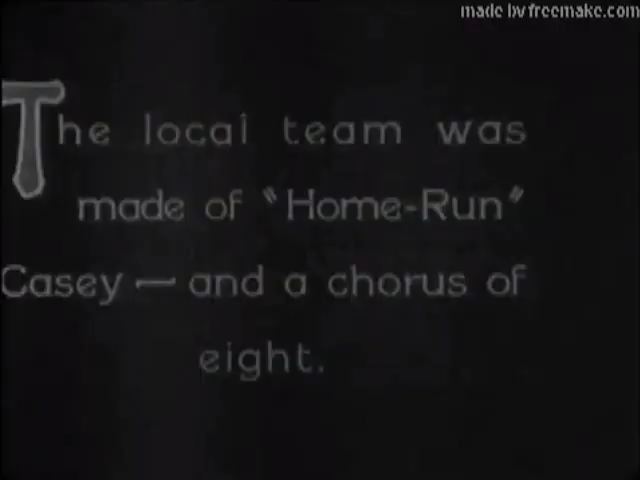 made by freemake.com
The local team was
made of "Home-Run"
Casey — and a chorus of
eight.